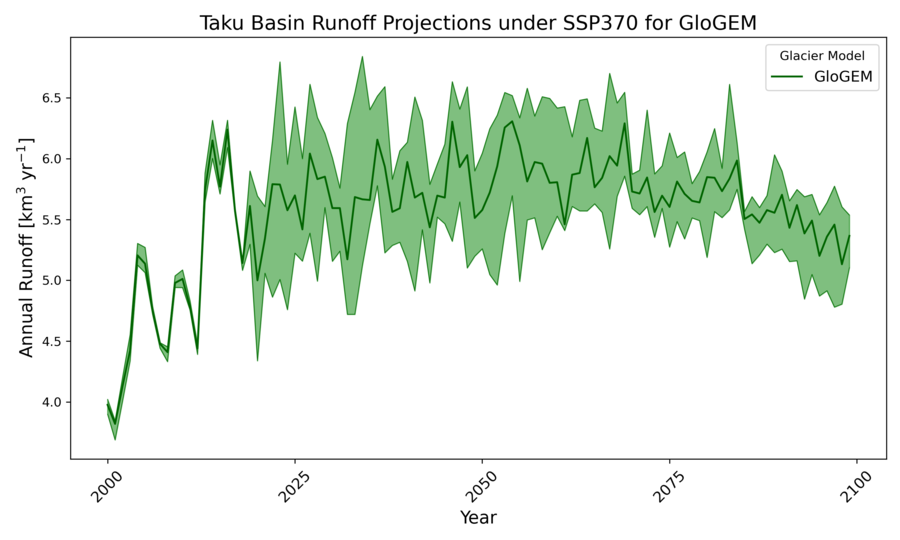 Taku Basin Runoff Projections under SSP370 for GloGEM
Glacier Model
GloGEM
Annual Runoff [km³ yr⁻¹]
6.5
6.0
5.5
5.0
4.5
4.0
2000
2025
2050
2075
2100
Year